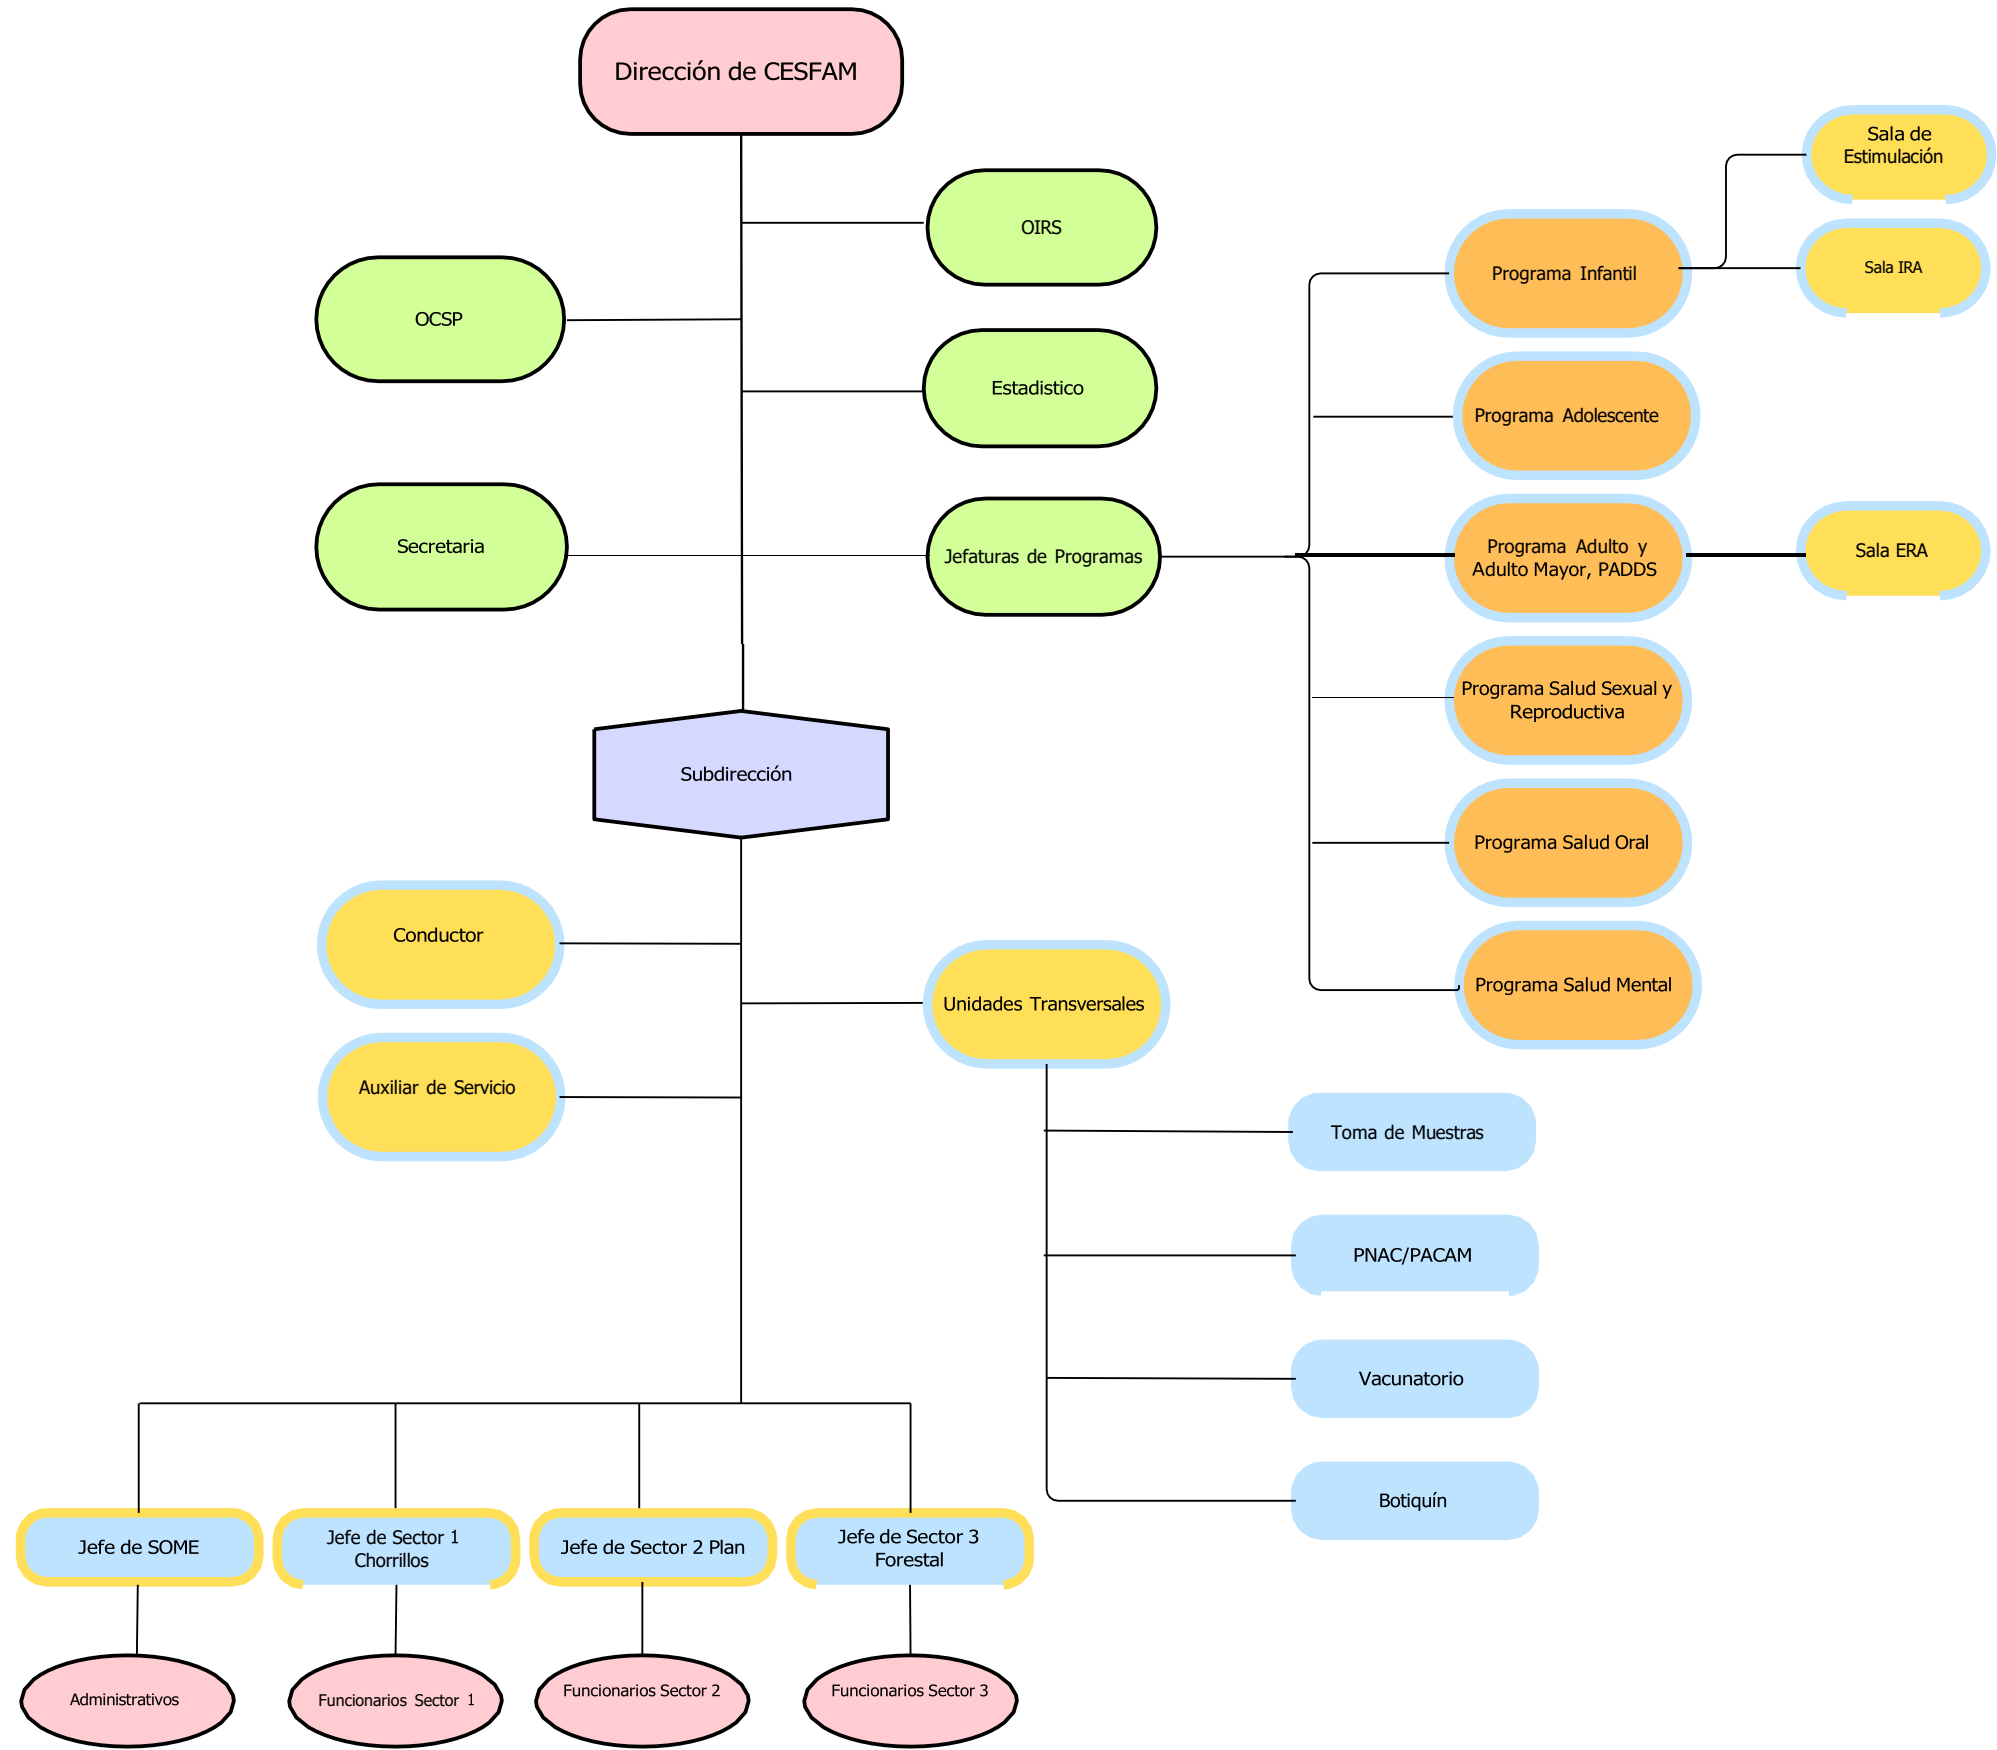 Dirección de CESFAM
OIRS
OCSP
Estadistico
Secretaria
Jefaturas de Programas
Sala de
Estimulación
Programa Infantil
Sala IRA
Programa Adolescente
Programa Adulto y
Adulto Mayor, PADDS
Sala ERA
Programa Salud Sexual y
Reproductiva
Programa Salud Oral
Programa Salud Mental
Subdirección
Conductor
Auxiliar de Servicio
Unidades Transversales
Toma de Muestras
PNAC/PACAM
Vacunatorio
Botiquín
Jefe de SOME
Jefe de Sector 1
Chorrillos
Jefe de Sector 2 Plan
Jefe de Sector 3
Forestal
Administrativos
Funcionarios Sector 1
Funcionarios Sector 2
Funcionarios Sector 3